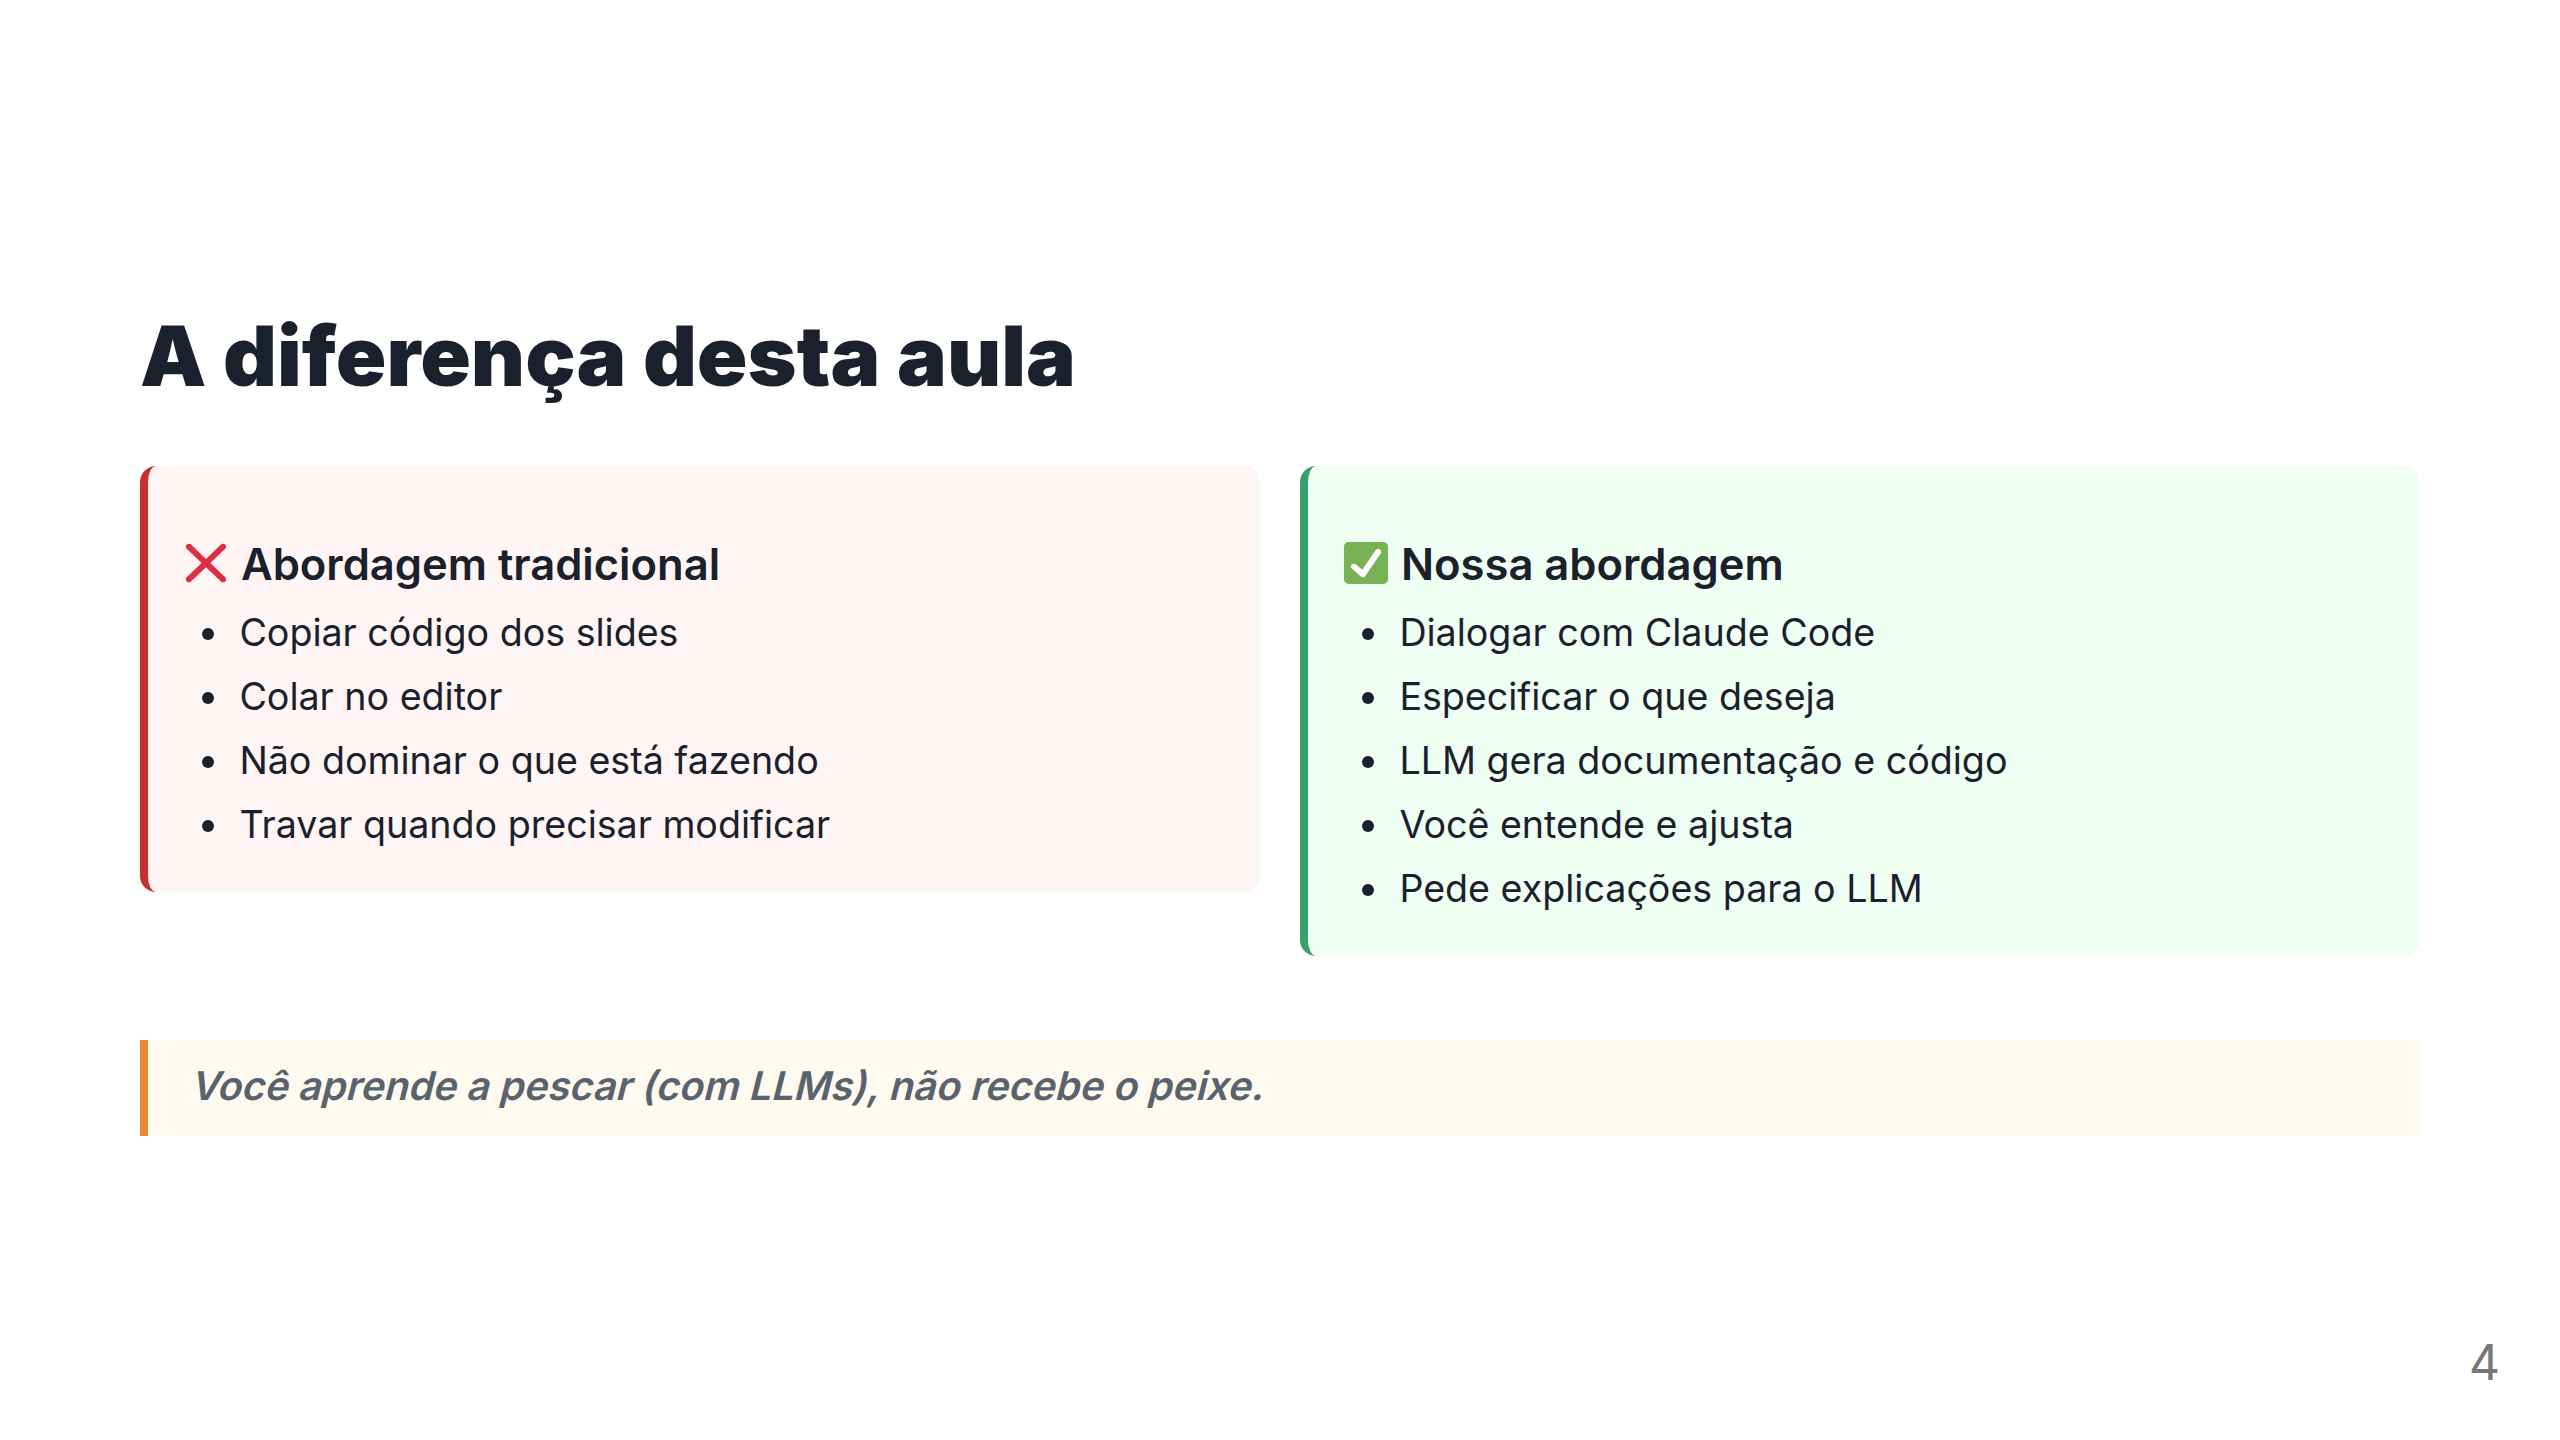 A diferença desta aula
❌ Abordagem tradicional
• Copiar código dos slides
• Colar no editor
• Não dominar o que está fazendo
• Travar quando precisar modificar
✅ Nossa abordagem
• Dialogar com Claude Code
• Especificar o que deseja
• LLM gera documentação e código
• Você entende e ajusta
• Pede explicações para o LLM
Você aprende a pescar (com LLMs), não recebe o peixe.
4